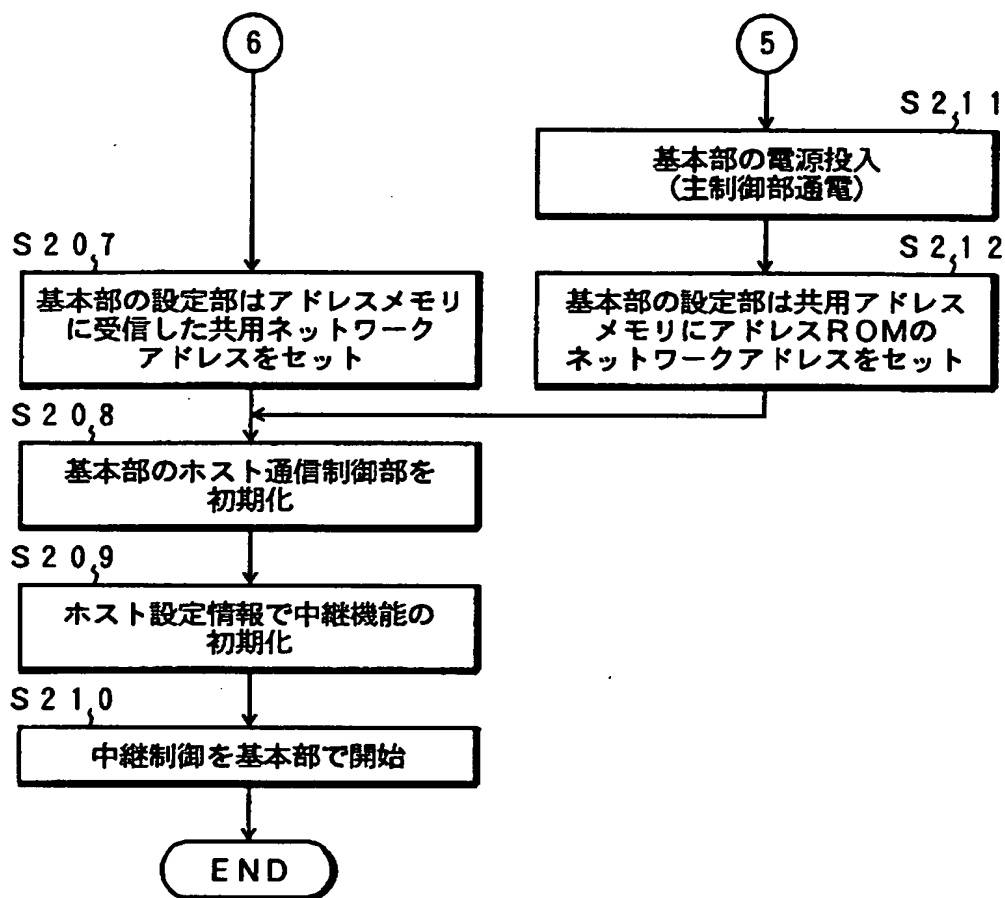 6
5
S211
基本部の電源投入
(主制御部通電)
S207
基本部の設定部はアドレスメモリ
に受信した共用ネットワーク
アドレスをセット
S212
基本部の設定部は共用アドレス
メモリにアドレスROMの
ネットワークアドレスをセット
S208
基本部のホスト通信制御部を
初期化
S209
ホスト設定情報で中継機能の
初期化
S210
中継制御を基本部で開始
END